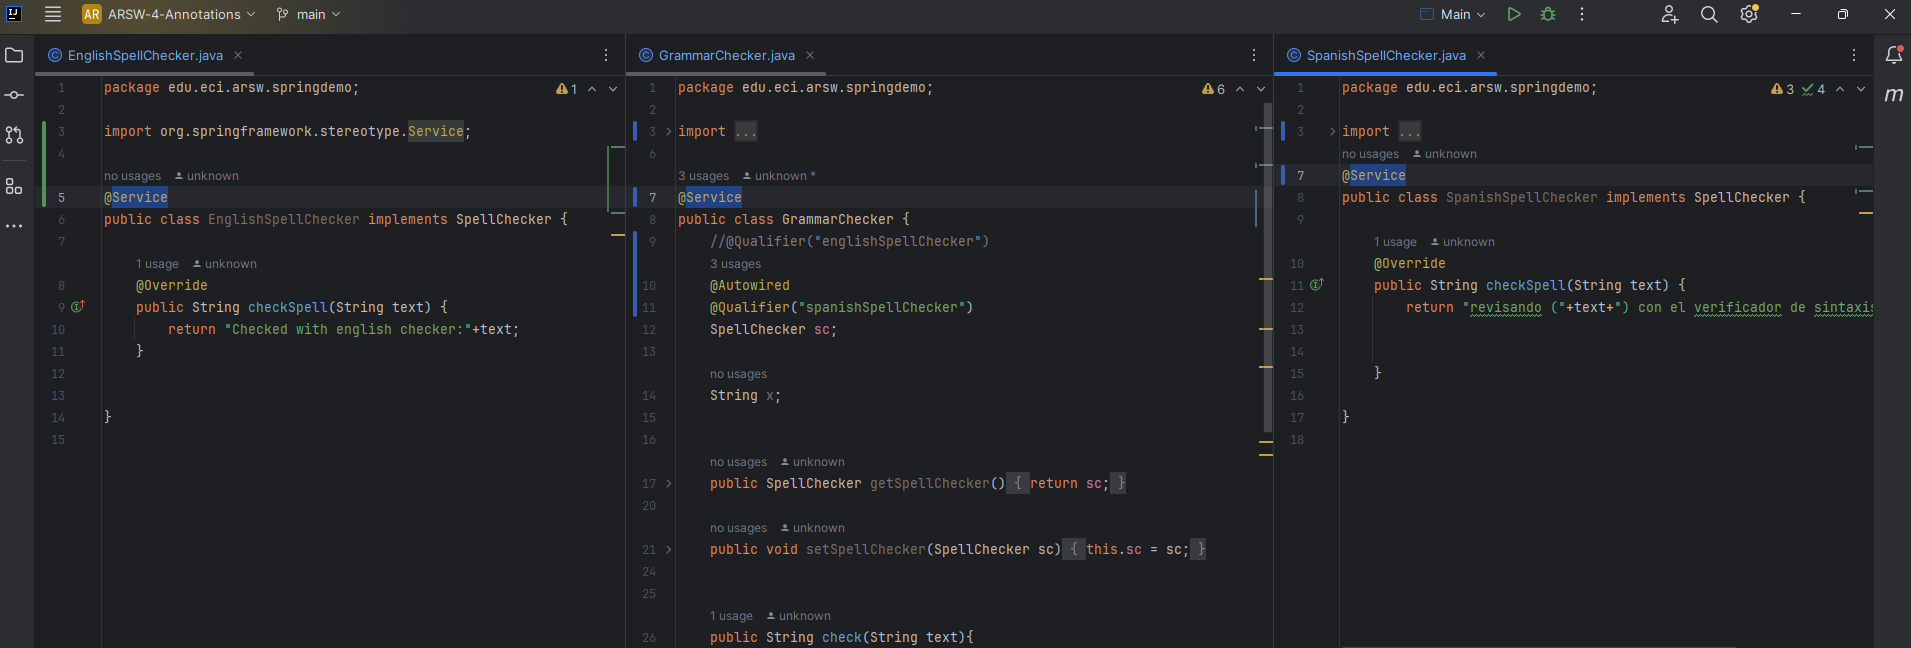 AR ARSW-4-Annotations main Main
EnglishSpellChecker.java
1 package edu.eci.arsw.springdemo; 1
2
3 import org.springframework.stereotype.Service;
4
no usages unknown
5 @Service
6 public class EnglishSpellChecker implements SpellChecker {
7
1 usage unknown
8 @Override
9 public String checkSpell(String text) {
10 return "Checked with english checker:"+text;
11 }
12
13
14 }
15
GrammarChecker.java
1 package edu.eci.arsw.springdemo; 6
2
3 import ...
6
3 usages unknown *
7 @Service
8 public class GrammarChecker {
9 //@Qualifier("englishSpellChecker")
3 usages
10 @Autowired
11 @Qualifier("spanishSpellChecker")
12 SpellChecker sc;
13
no usages
14 String x;
15
16
no usages unknown
17 public SpellChecker getSpellChecker() { return sc; }
20
no usages unknown
21 public void setSpellChecker(SpellChecker sc) { this.sc = sc; }
24
25
1 usage unknown
26 public String check(String text){
SpanishSpellChecker.java
1 package edu.eci.arsw.springdemo; 3 4
2
3 import ...
no usages unknown
7 @Service
8 public class SpanishSpellChecker implements SpellChecker {
9
1 usage unknown
10 @Override
11 public String checkSpell(String text) {
12 return "revisando ("+text+") con el verificador de sintaxis
13
14
15 }
16
17 }
18
m